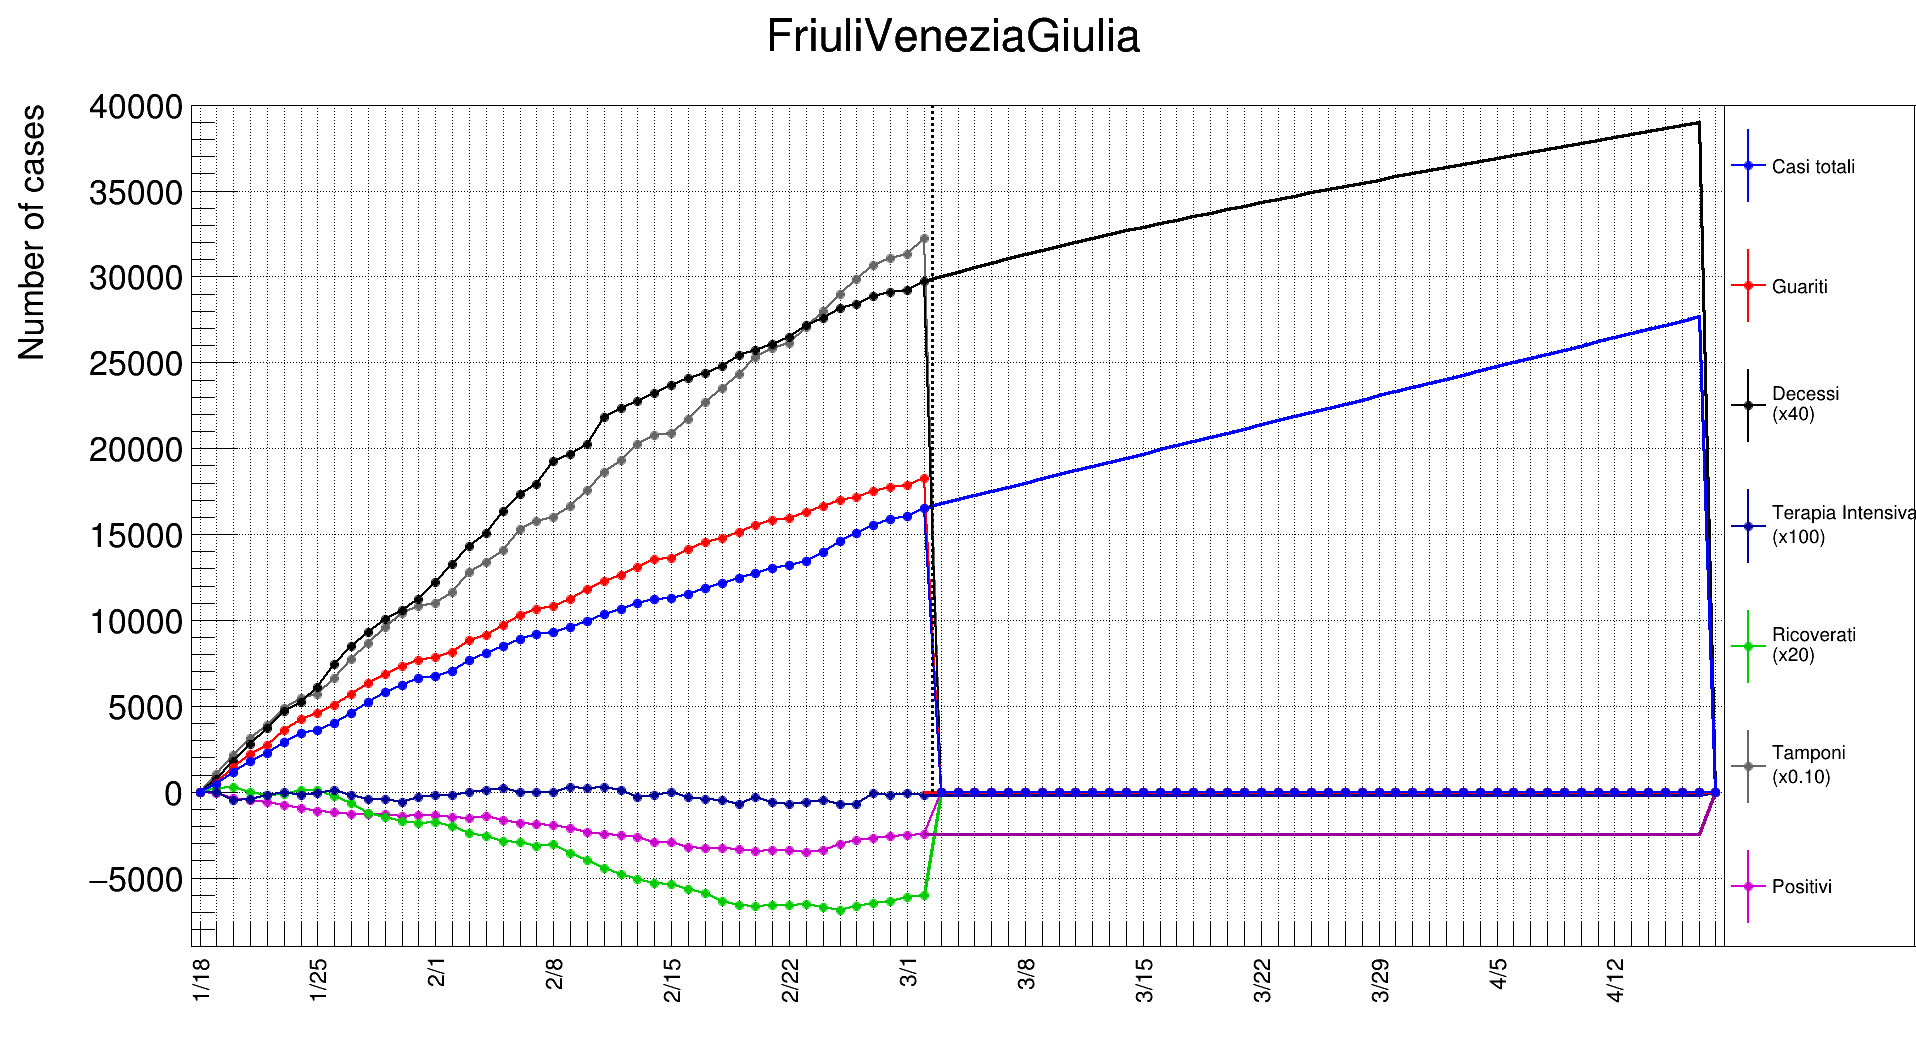 FriuliVeneziaGiulia
Number of cases
40000
35000
30000
25000
20000
15000
10000
5000
0
−5000
1/18
1/25
2/1
2/8
2/15
2/22
3/1
3/8
3/15
3/22
3/29
4/5
4/12
Casi totali
Guariti
Decessi
(x40)
Terapia Intensiva
(x100)
Ricoverati
(x20)
Tamponi
(x0.10)
Positivi